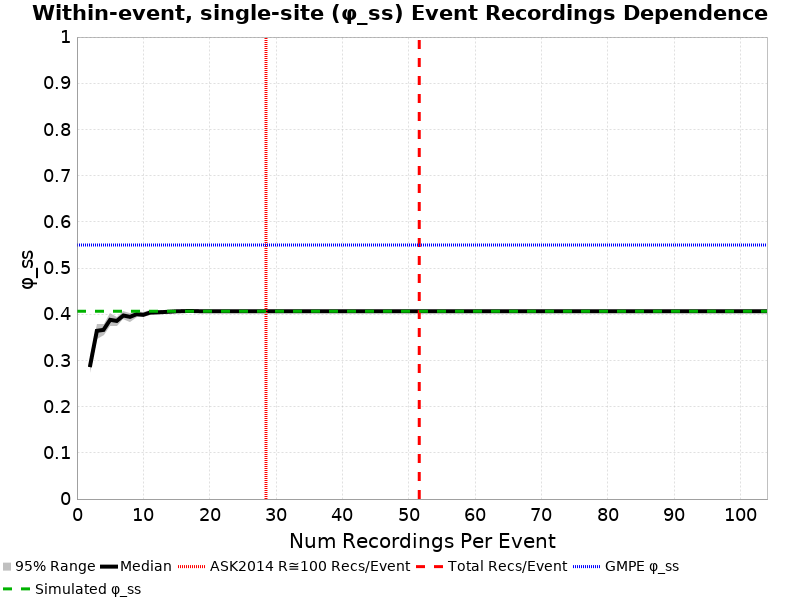 Within-event, single-site (φ_ss) Event Recordings Dependence
1
0.9
0.8
0.7
0.6
0.5
0.4
0.3
0.2
0.1
0
φ_ss
0 10 20 30 40 50 60 70 80 90 100
Num Recordings Per Event
95% Range Median ASK2014 R≅100 Recs/Event Total Recs/Event GMPE φ_ss
Simulated φ_ss